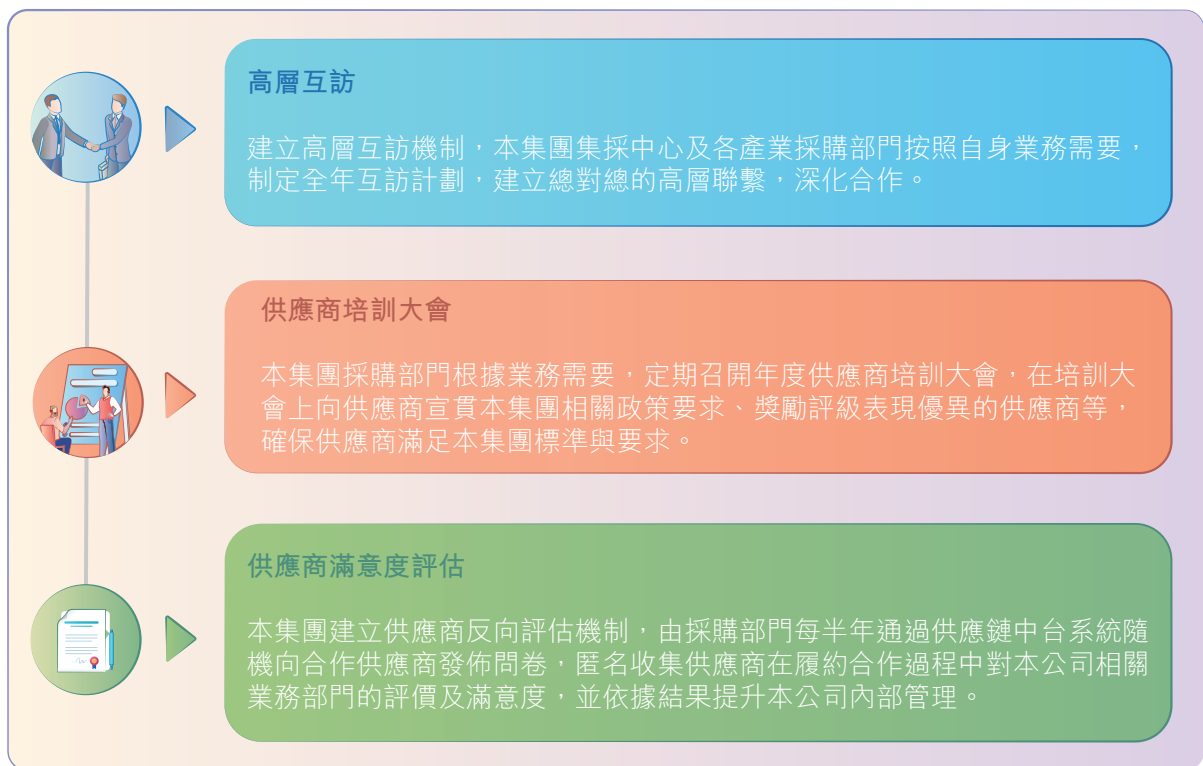 高層互訪
建立高層互訪機制，本集團集採中心及各產業採購部門按照自身業務需要，
制定全年互訪計劃，建立總對總的高層聯繫，深化合作。
供應商培訓大會
本集團採購部門根據業務需要，定期召開年度供應商培訓大會，在培訓大
會上向供應商宣貫本集團相關政策要求、獎勵評級表現優異的供應商等，
確保供應商滿足本集團標準與要求。
供應商滿意度評估
本集團建立供應商反向評估機制，由採購部門每半年通過供應鏈中台系統隨
機向合作供應商發佈問卷，匿名收集供應商在履約合作過程中對本公司相關
業務部門的評價及滿意度，並依據結果提升本公司內部管理。